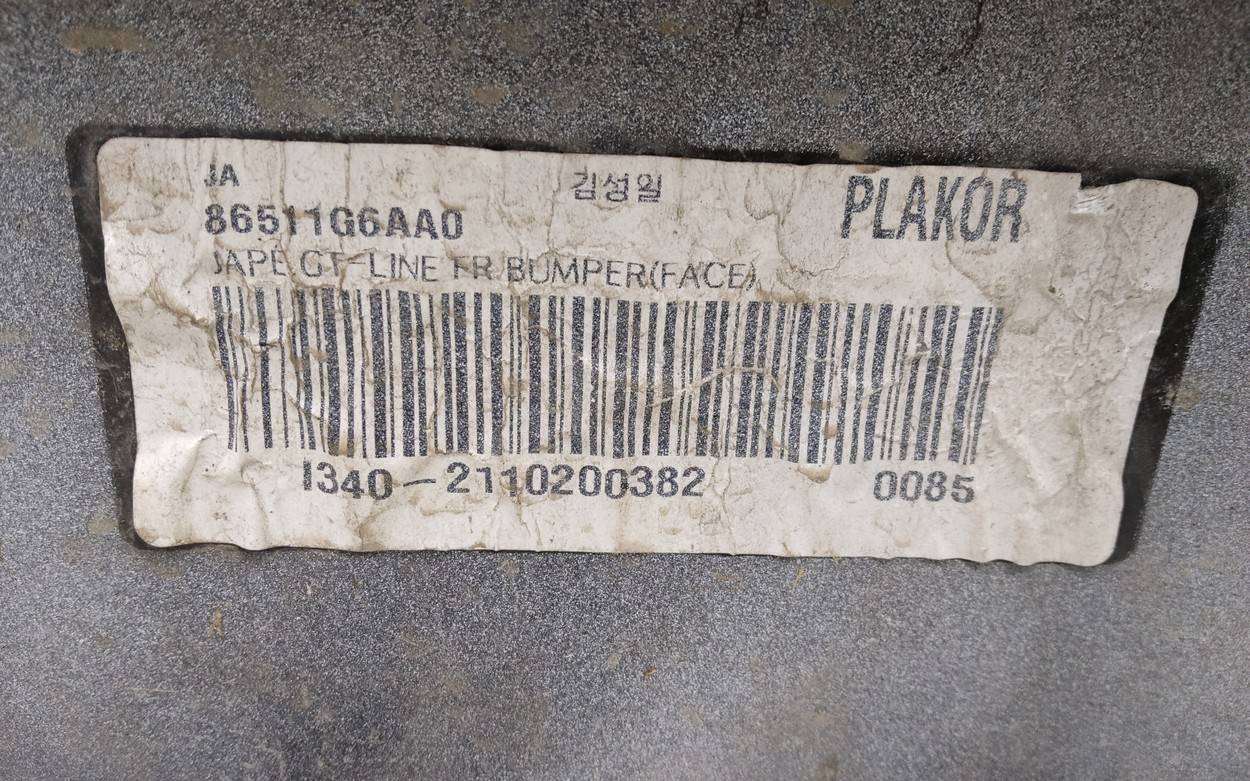 JA 김성일 PLAKOR
86511G6AA0
JAPE GT-LINE FR BUMPER(FACE)
I340-2110200382 0085